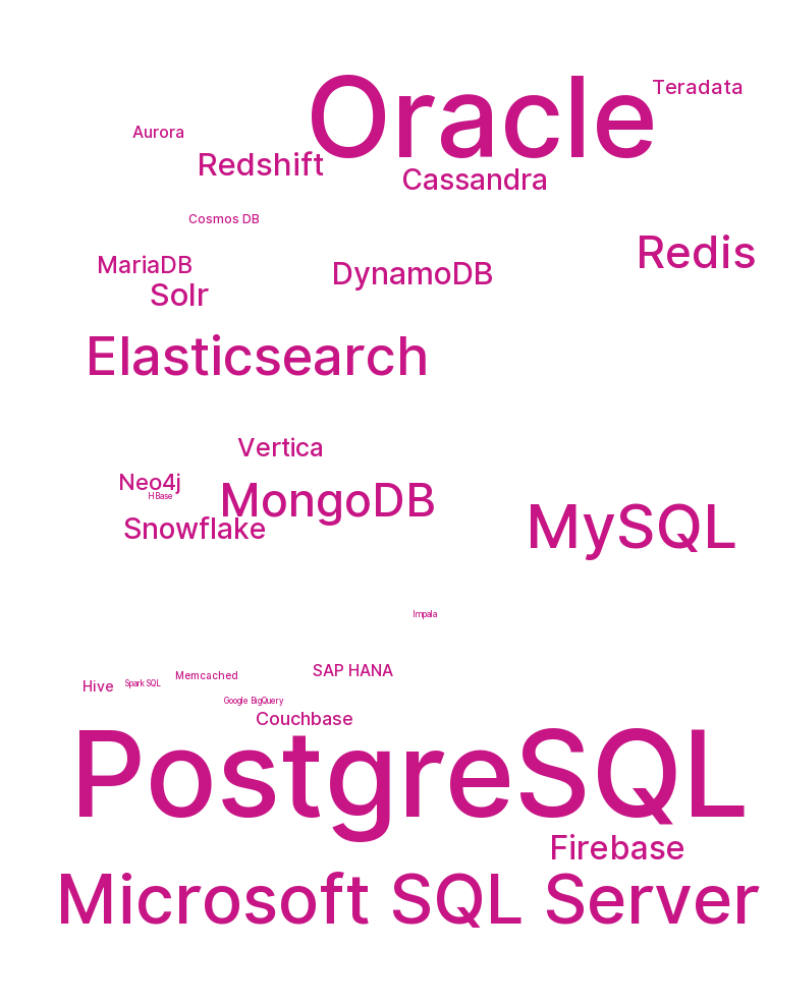 Oracle
Teradata
Aurora
Redshift
Cassandra
Cosmos DB
Redis
MariaDB
DynamoDB
Solr
Elasticsearch
Vertica
Neo4j
HBase
MongoDB
Snowflake
MySQL
Impala
SAP HANA
Memcached
Spark SQL
Hive
Google BigQuery
Couchbase
PostgreSQL
Firebase
Microsoft SQL Server